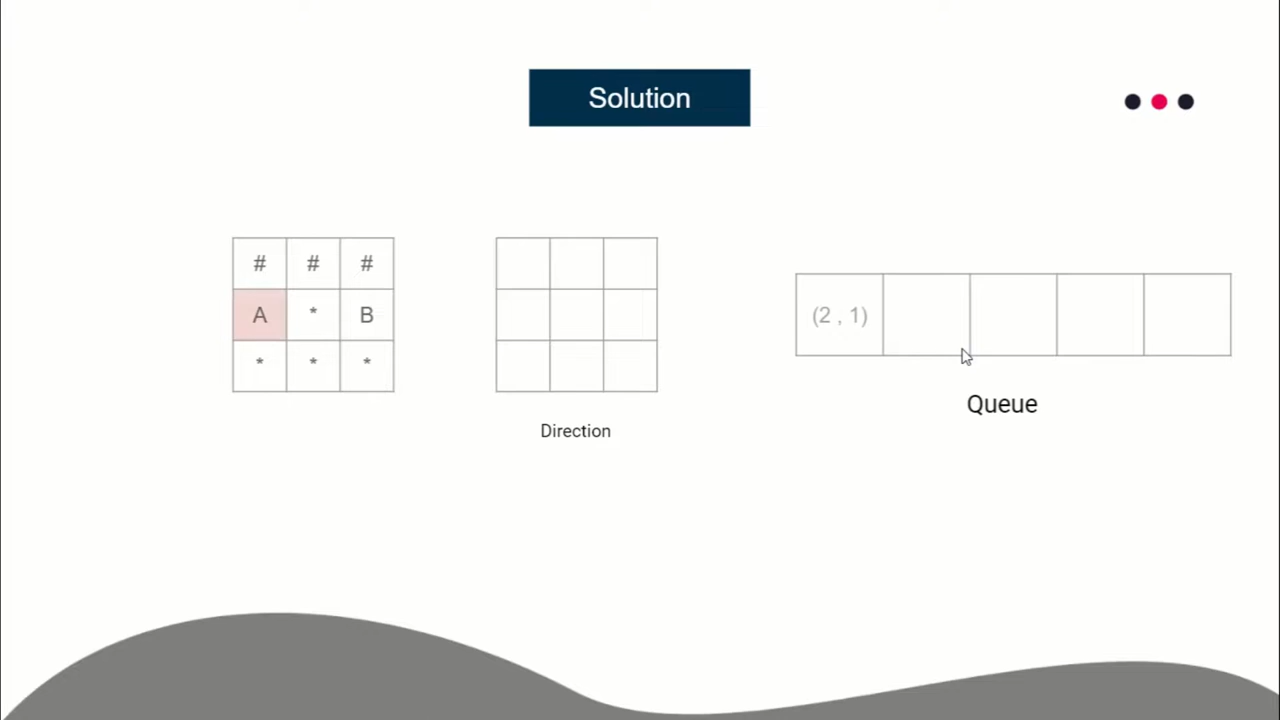 Solution
# # #
A * B
* * *
Direction
(2 , 1)
Queue